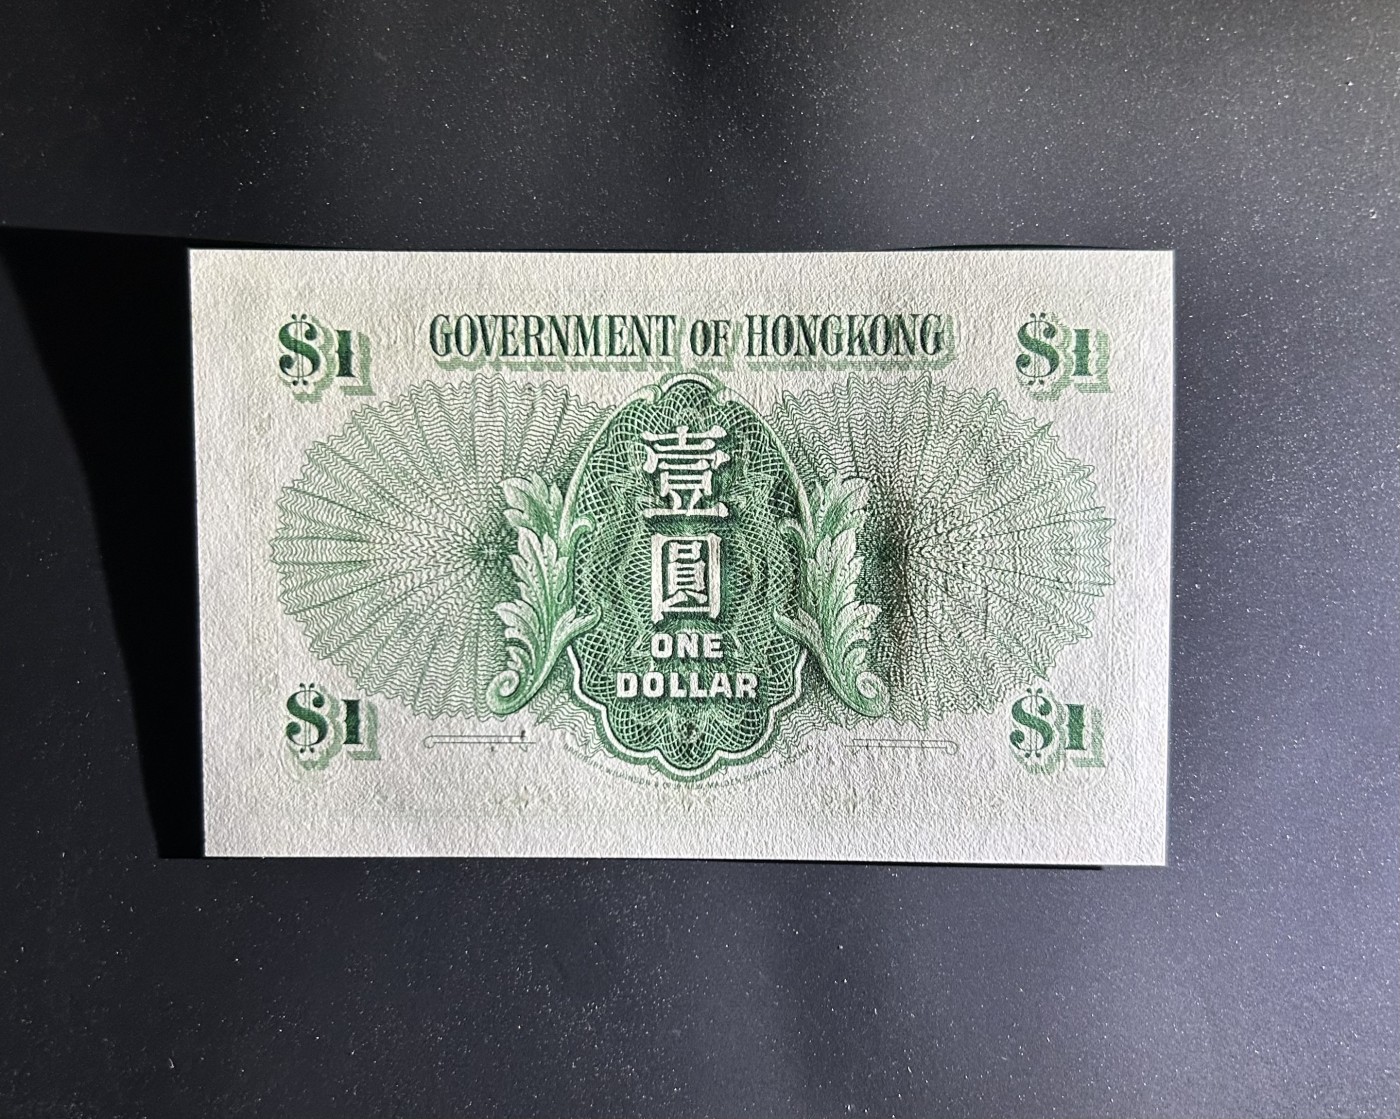 $1 GOVERNMENT OF HONGKONG $1
壹
圓
ONE
DOLLAR
$1 $1